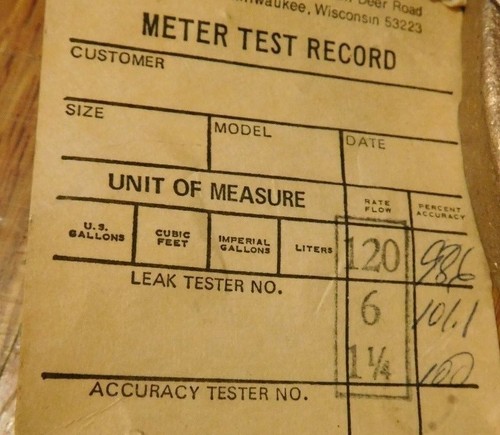 Deer Road
Milwaukee, Wisconsin 53223
METER TEST RECORD
CUSTOMER
SIZE
MODEL
DATE
UNIT OF MEASURE
RATE FLOW
PERCENT ACCURACY
U.S. GALLONS
CUBIC FEET
IMPERIAL GALLONS
LITERS
120
98.6
LEAK TESTER NO.
6
101.1
1¼
100
ACCURACY TESTER NO.